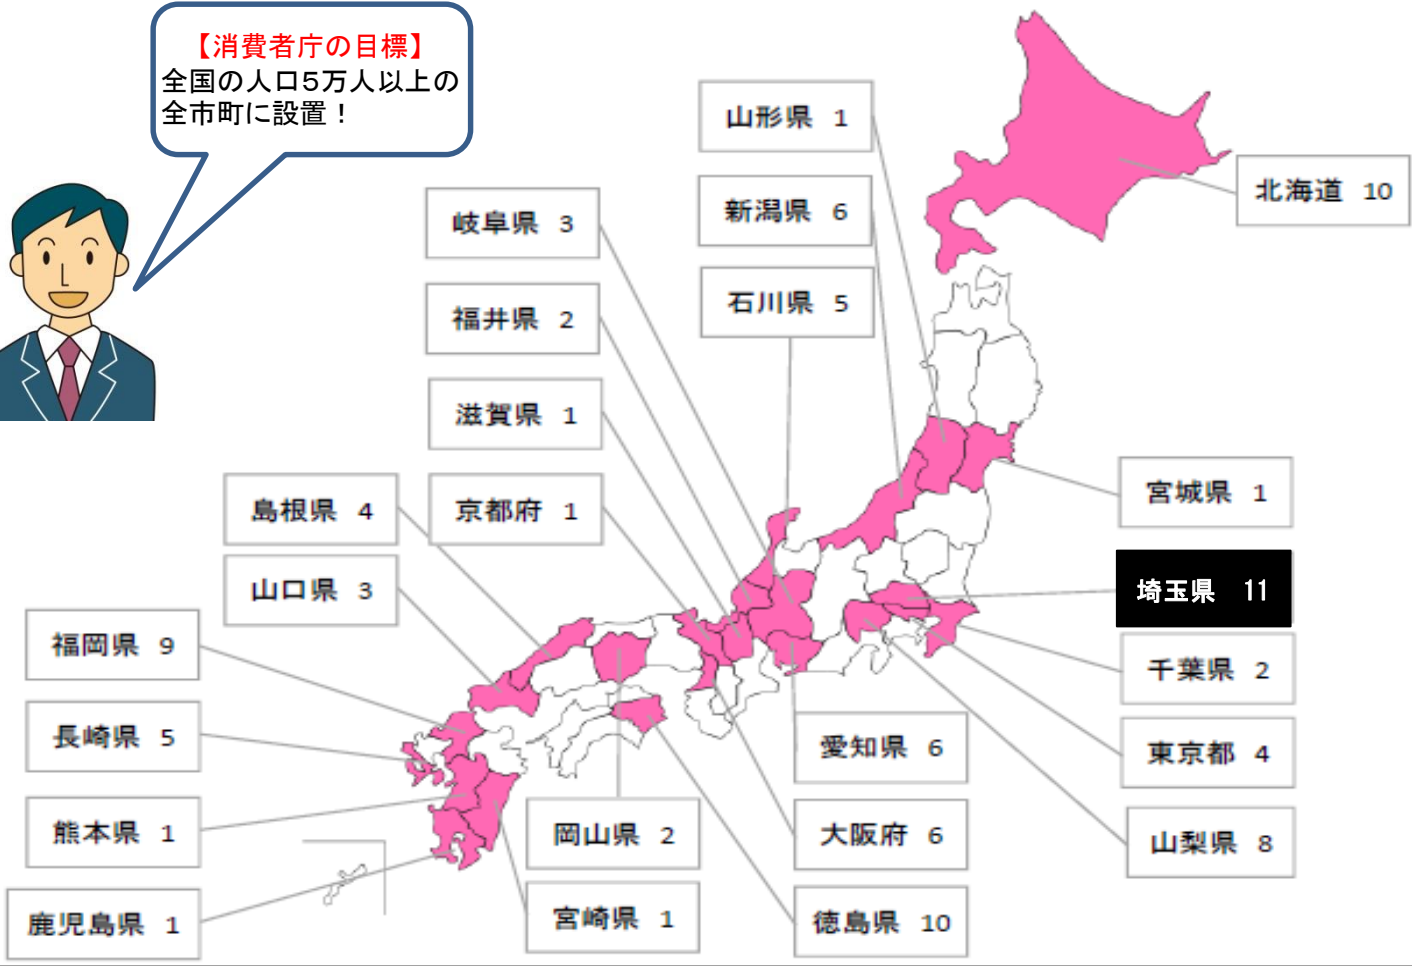 【消費者庁の目標】
全国の人口5万人以上の
全市町に設置！
山形県 1
北海道 10
新潟県 6
岐阜県 3
石川県 5
福井県 2
滋賀県 1
島根県 4
京都府 1
宮城県 1
山口県 3
埼玉県 11
福岡県 9
千葉県 2
長崎県 5
愛知県 6
東京都 4
熊本県 1
岡山県 2
大阪府 6
山梨県 8
鹿児島県 1
宮崎県 1
徳島県 10